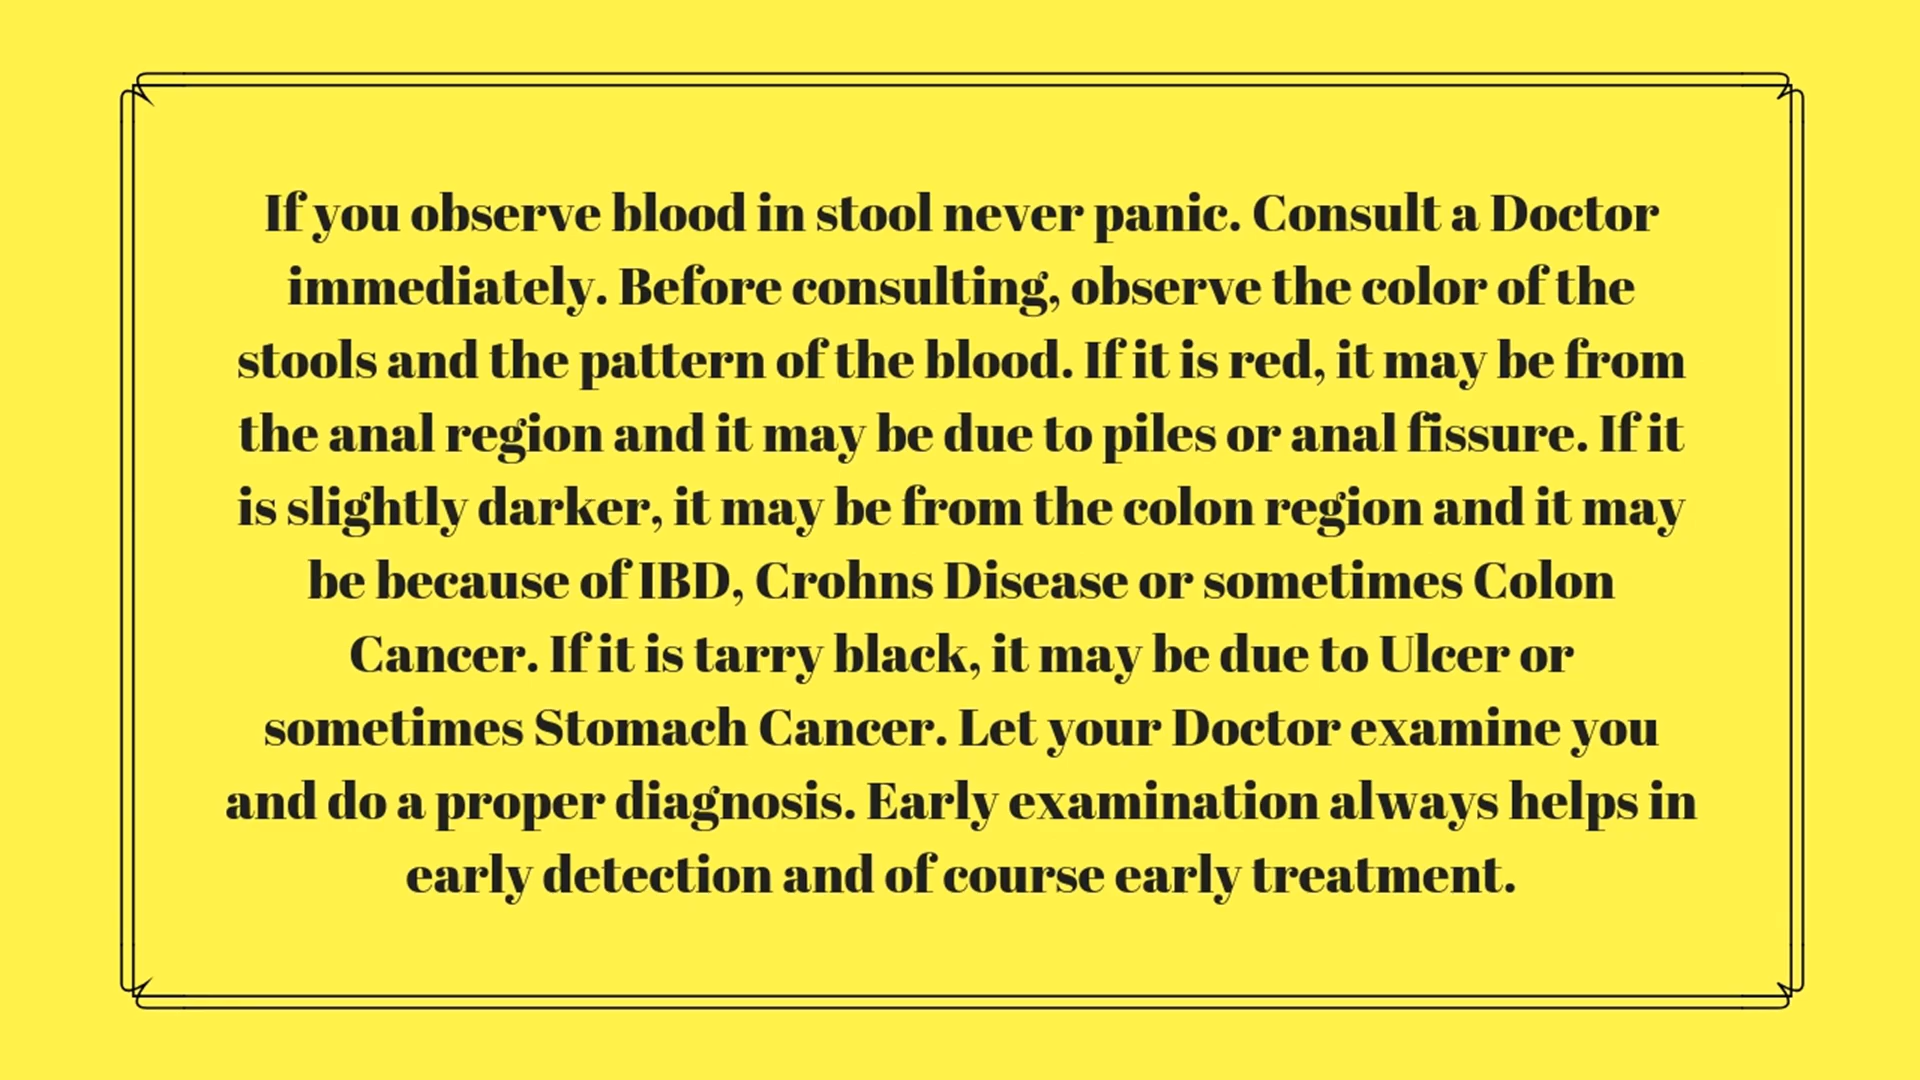 If you observe blood in stool never panic. Consult a Doctor
immediately. Before consulting, observe the color of the
stools and the pattern of the blood. If it is red, it may be from
the anal region and it may be due to piles or anal fissure. If it
is slightly darker, it may be from the colon region and it may
be because of IBD, Crohns Disease or sometimes Colon
Cancer. If it is tarry black, it may be due to Ulcer or
sometimes Stomach Cancer. Let your Doctor examine you
and do a proper diagnosis. Early examination always helps in
early detection and of course early treatment.